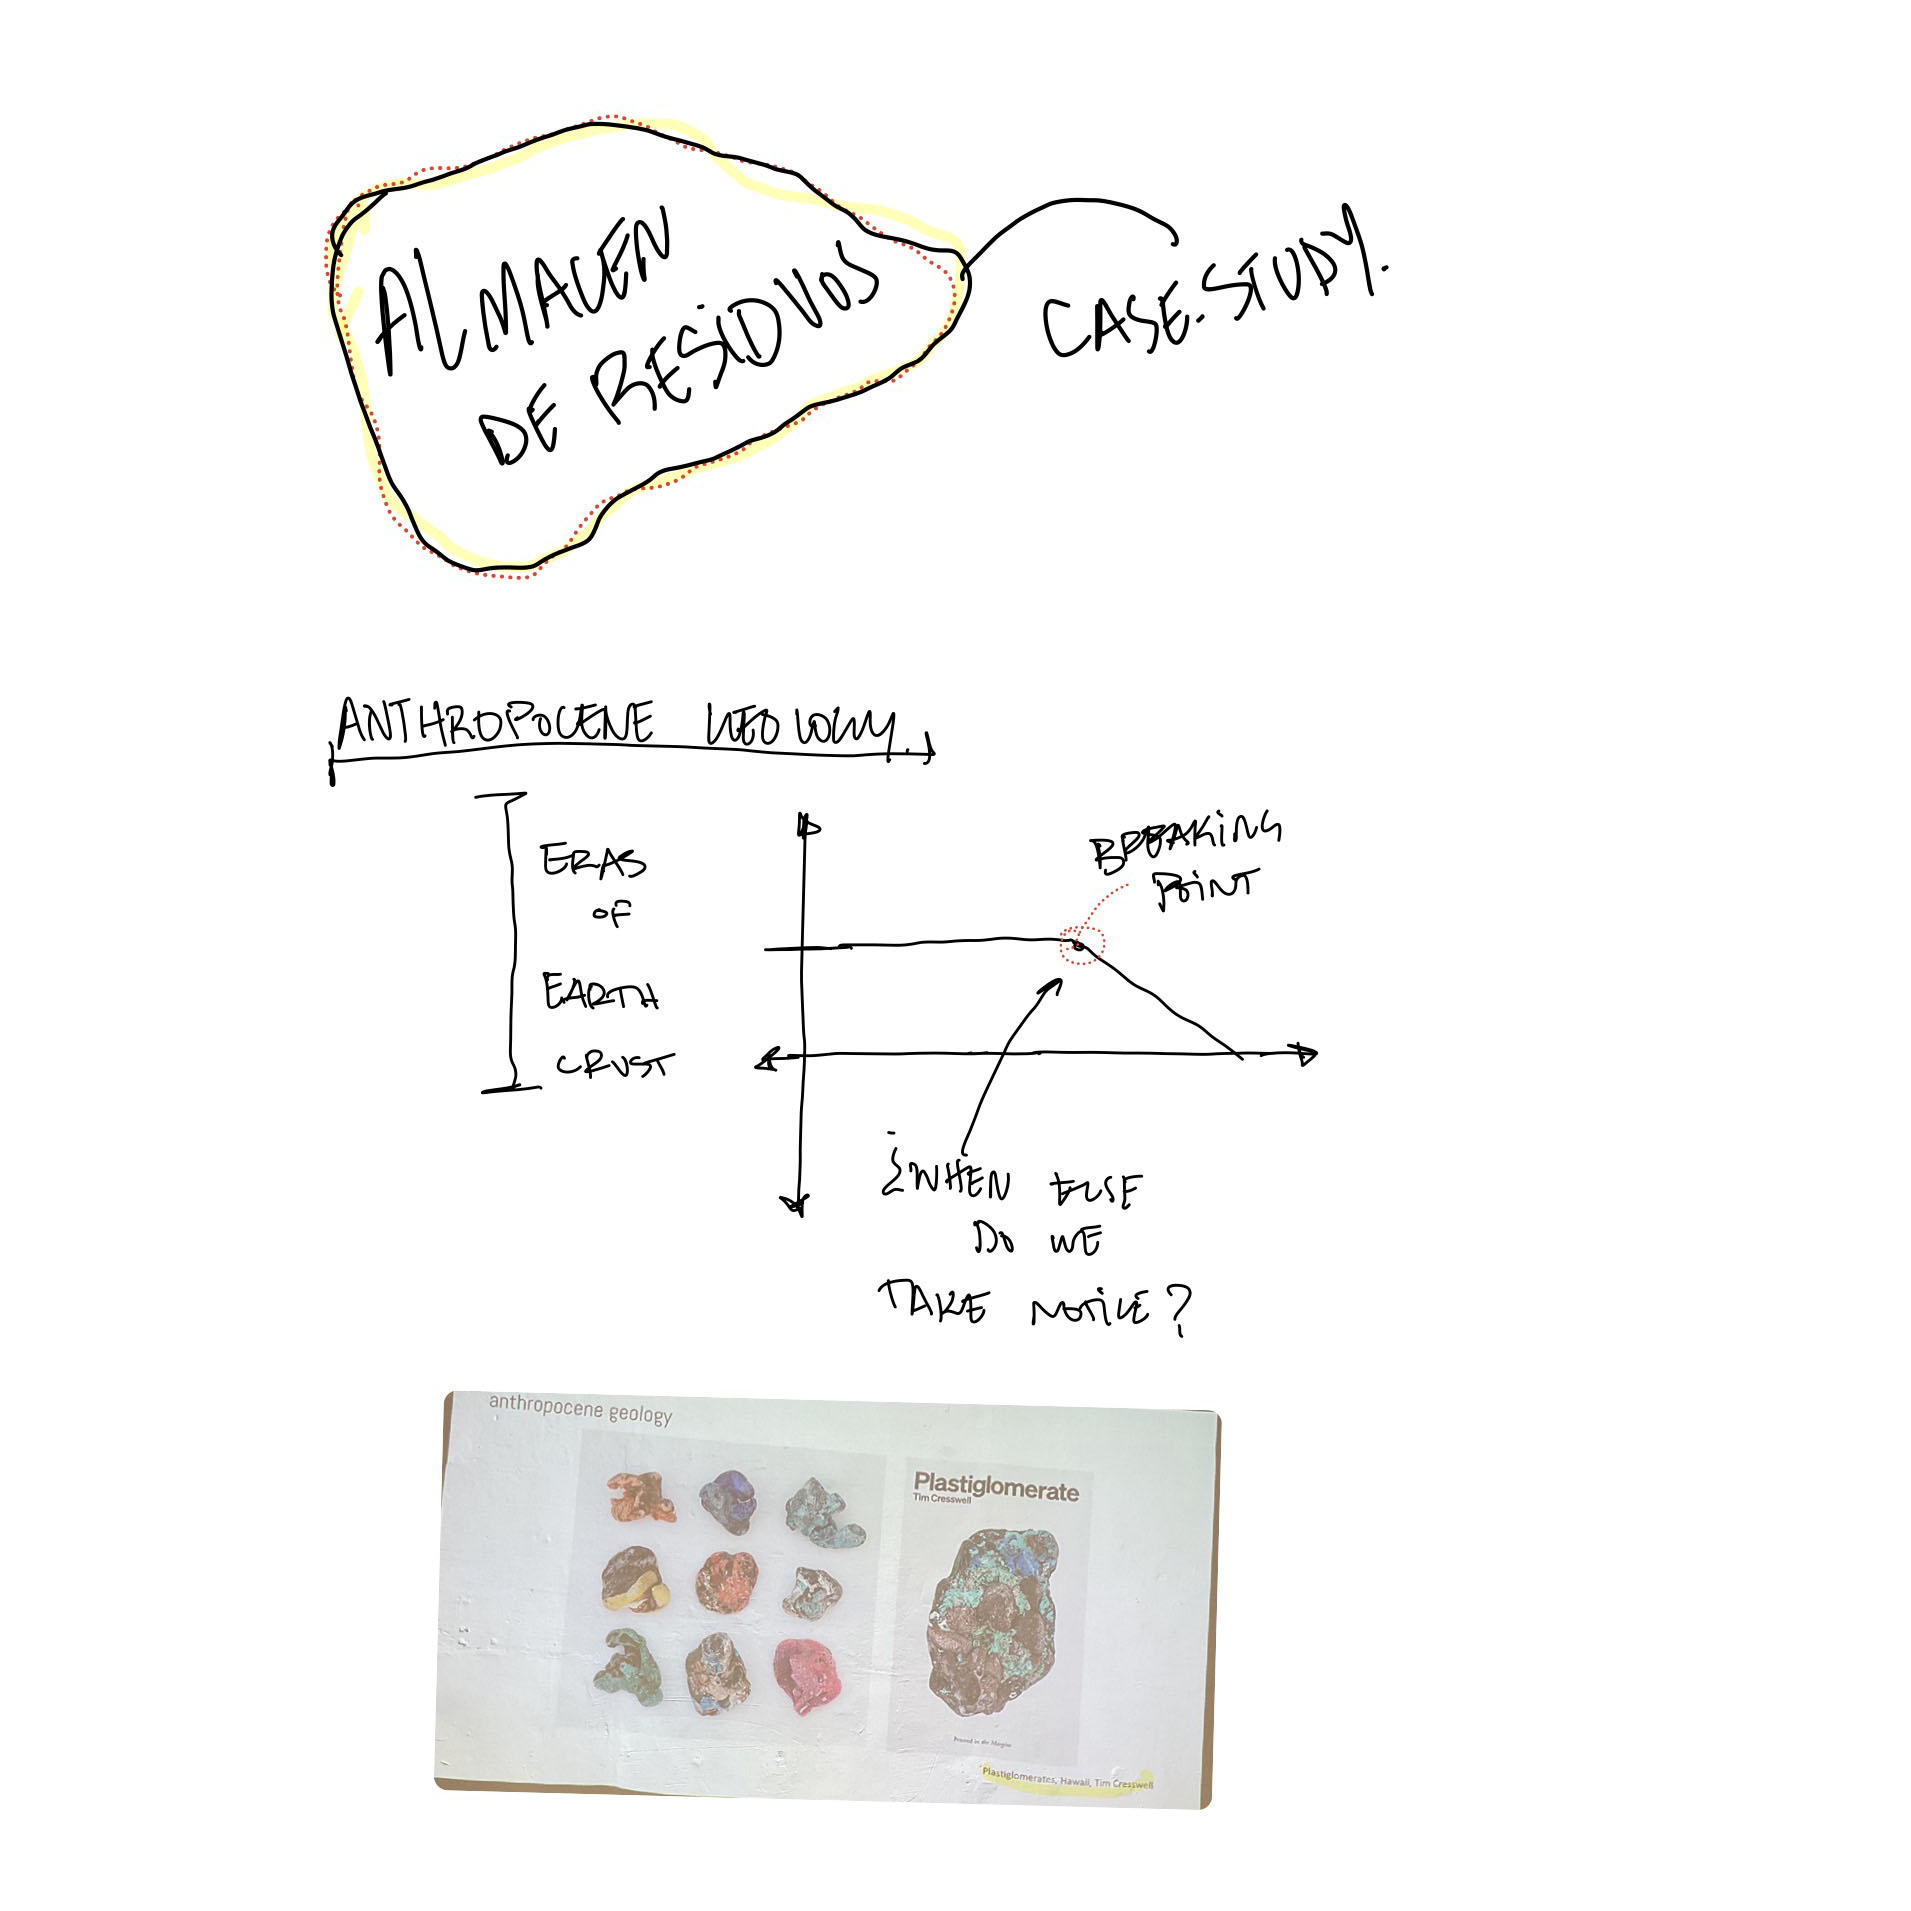 ALMACEN
DE RESIDUOS
CASE-STUDY.
ANTHROPOCENE GEOLOGY.
ERAS
OF
EARTH
CRUST
BREAKING
POINT
¿WHEN ELSE
DO WE
TAKE NOTICE?
anthropocene geology
Plastiglomerate
Tim Cresswell
Printed in the Margins
Plastiglomerates, Hawaii, Tim Cresswell